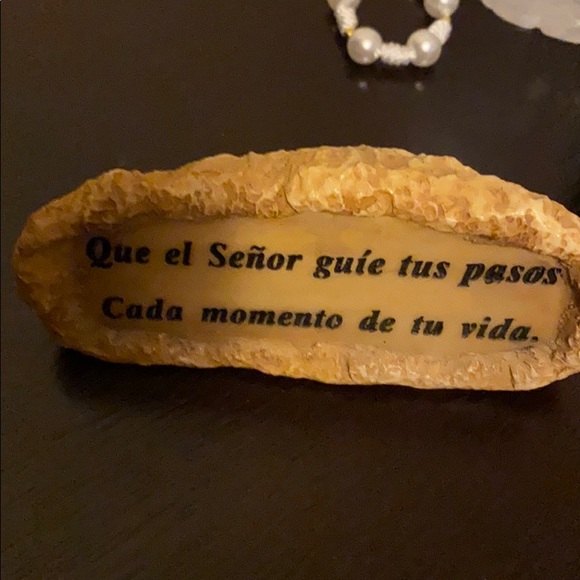 Que el Señor guíe tus pasos
Cada momento de tu vida.